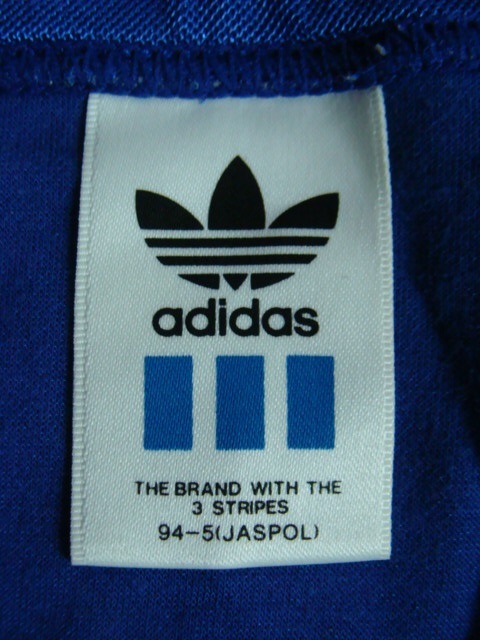 adidas
THE BRAND WITH THE
3 STRIPES
94-5(JASPOL)